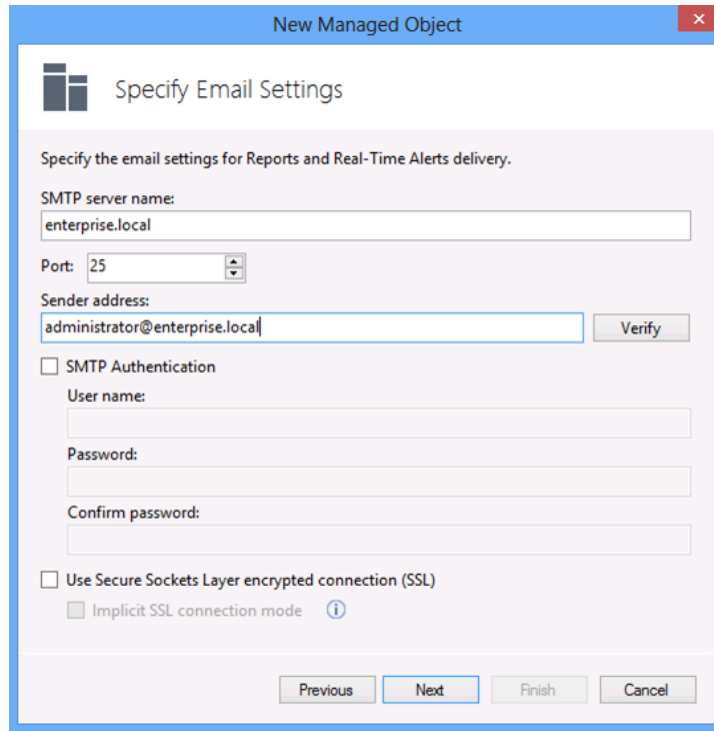 New Managed Object
Specify Email Settings
Specify the email settings for Reports and Real-Time Alerts delivery.
SMTP server name:
enterprise.local
Port: 25
Sender address:
administrator@enterprise.local Verify
SMTP Authentication
User name:
Password:
Confirm password:
Use Secure Sockets Layer encrypted connection (SSL)
Implicit SSL connection mode
Previous Next Finish Cancel